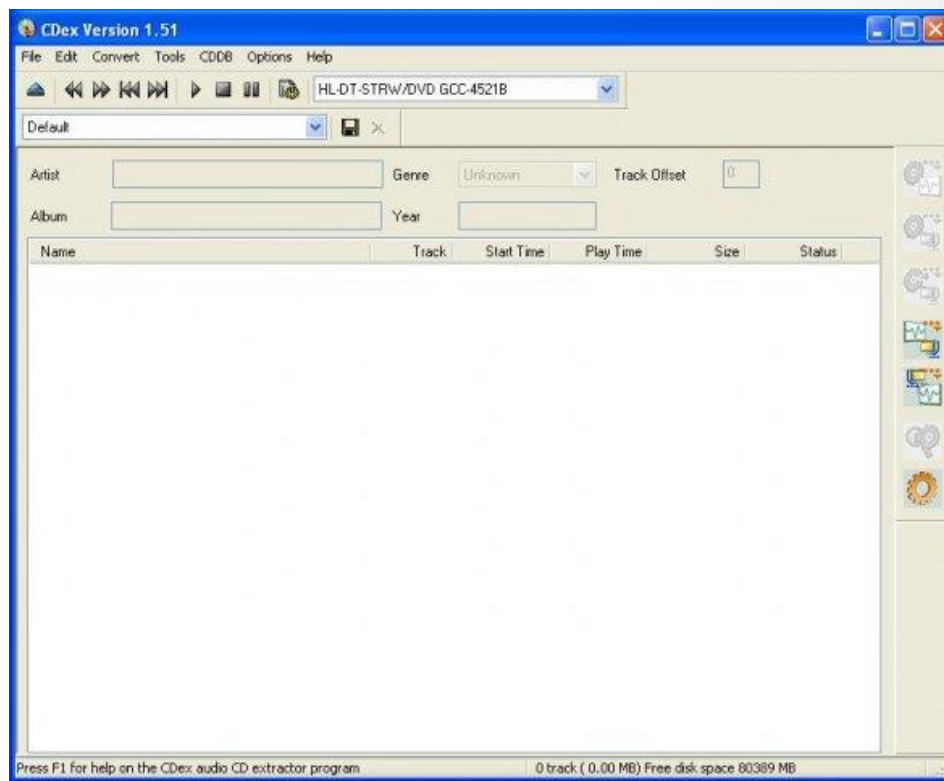 CDex Version 1.51
File Edit Convert Tools CDDB Options Help
HL-DT-STRW/DVD GCC-4521B
Default
Artist Genre Unknown Track Offset 0
Album Year
Name Track Start Time Play Time Size Status
Press F1 for help on the CDex audio CD extractor program 0 track ( 0.00 MB) Free disk space 80389 MB